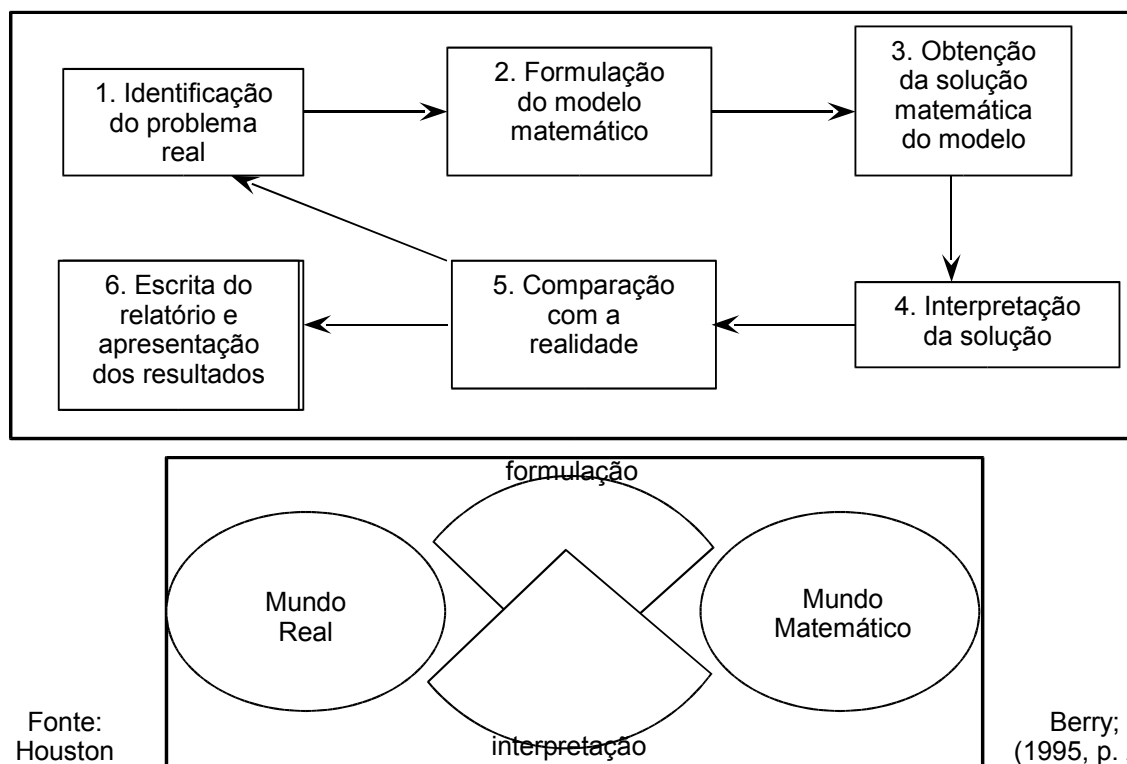 1. Identificação
do problema
real
2. Formulação
do modelo
matemático
3. Obtenção
da solução
matemática
do modelo
6. Escrita do
relatório e
apresentação
dos resultados
5. Comparação
com a
realidade
4. Interpretação
da solução
formulação
Mundo
Real
Mundo
Matemático
interpretação
Fonte:
Houston
Berry;
(1995, p.